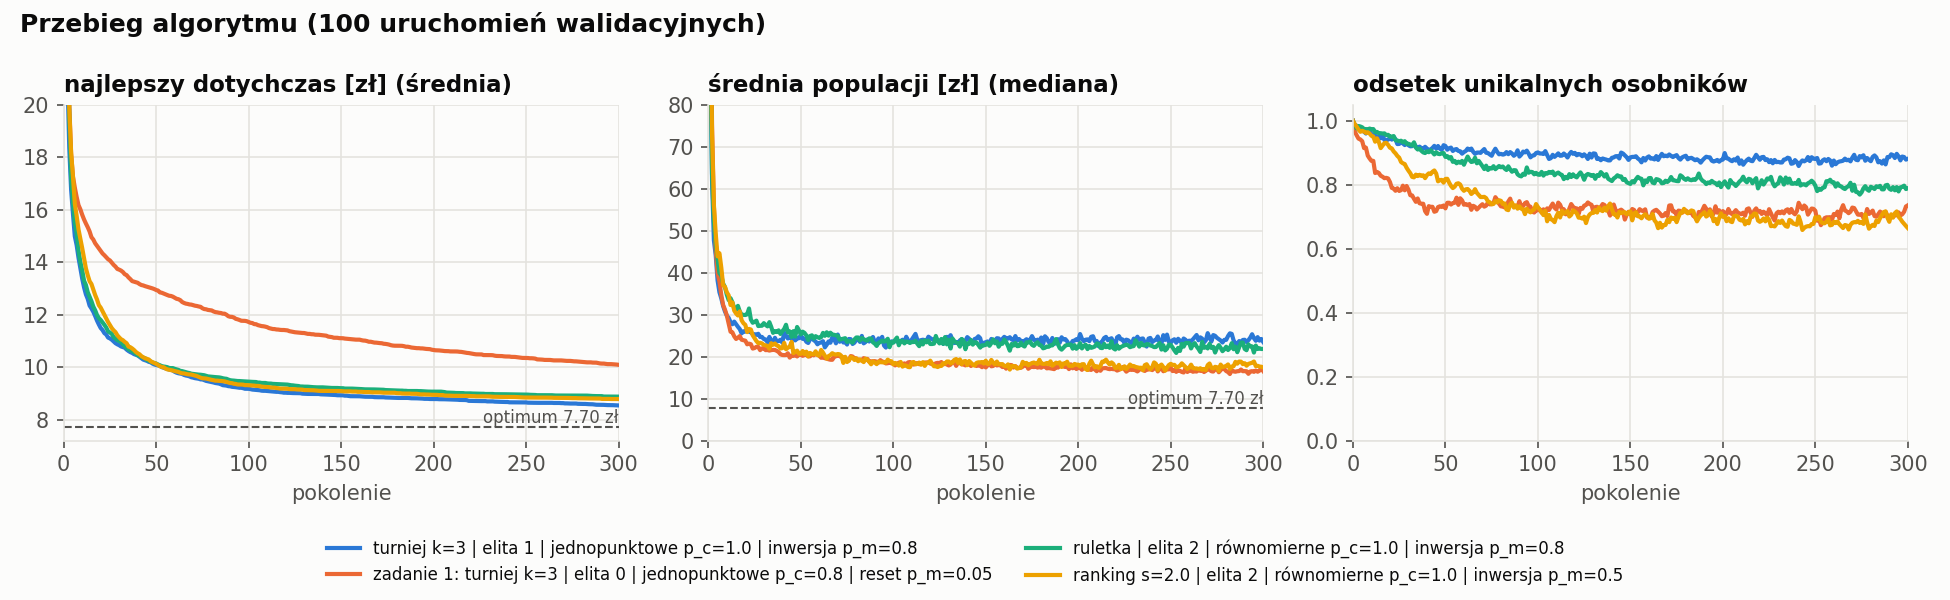 Przebieg algorytmu (100 uruchomień walidacyjnych)
najlepszy dotychczas [zł] (średnia)
20
18
16
14
12
10
8
optimum 7.70 zł
0 50 100 150 200 250 300
pokolenie
średnia populacji [zł] (mediana)
80
70
60
50
40
30
20
10
0
optimum 7.70 zł
0 50 100 150 200 250 300
pokolenie
odsetek unikalnych osobników
1.0
0.8
0.6
0.4
0.2
0.0
0 50 100 150 200 250 300
pokolenie
turniej k=3 | elita 1 | jednopunktowe p_c=1.0 | inwersja p_m=0.8
zadanie 1: turniej k=3 | elita 0 | jednopunktowe p_c=0.8 | reset p_m=0.05
ruletka | elita 2 | równomierne p_c=1.0 | inwersja p_m=0.8
ranking s=2.0 | elita 2 | równomierne p_c=1.0 | inwersja p_m=0.5